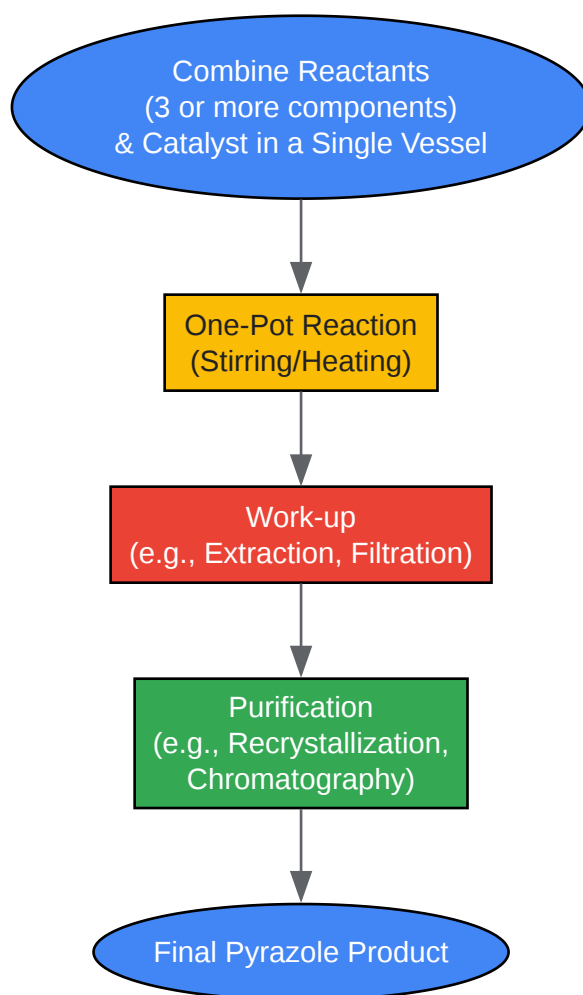 Combine Reactants
(3 or more components)
& Catalyst in a Single Vessel
One-Pot Reaction
(Stirring/Heating)
Work-up
(e.g., Extraction, Filtration)
Purification
(e.g., Recrystallization,
Chromatography)
Final Pyrazole Product